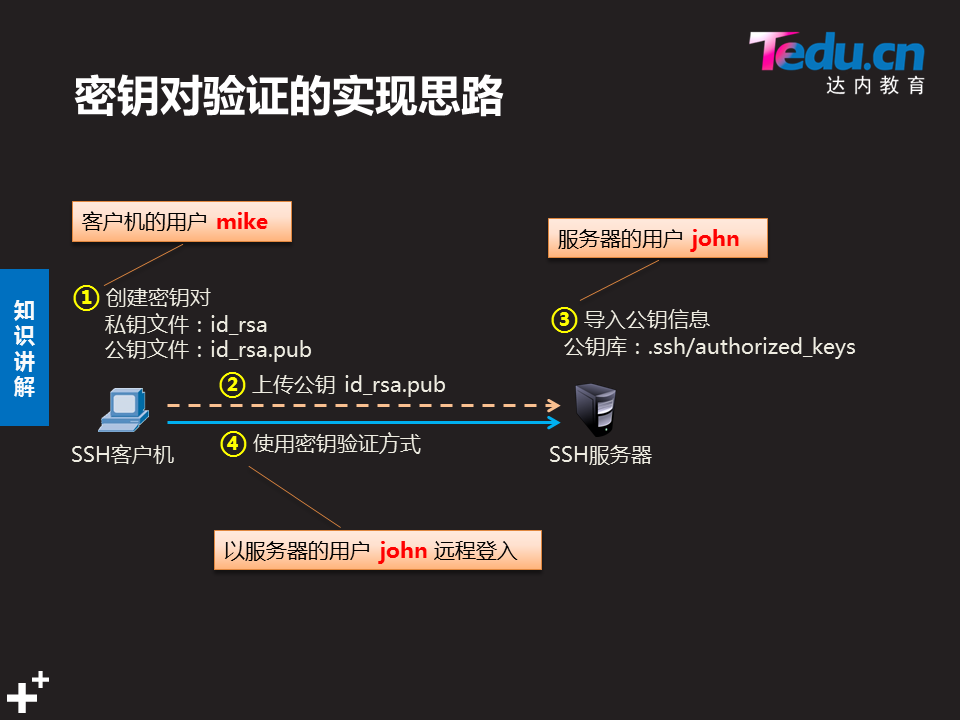 Tedu.cn
达内教育
密钥对验证的实现思路
客户机的用户 mike
服务器的用户 john
知识讲解
① 创建密钥对
私钥文件：id_rsa
公钥文件：id_rsa.pub
③ 导入公钥信息
公钥库：.ssh/authorized_keys
② 上传公钥 id_rsa.pub
④ 使用密钥验证方式
SSH客户机
SSH服务器
以服务器的用户 john 远程登入